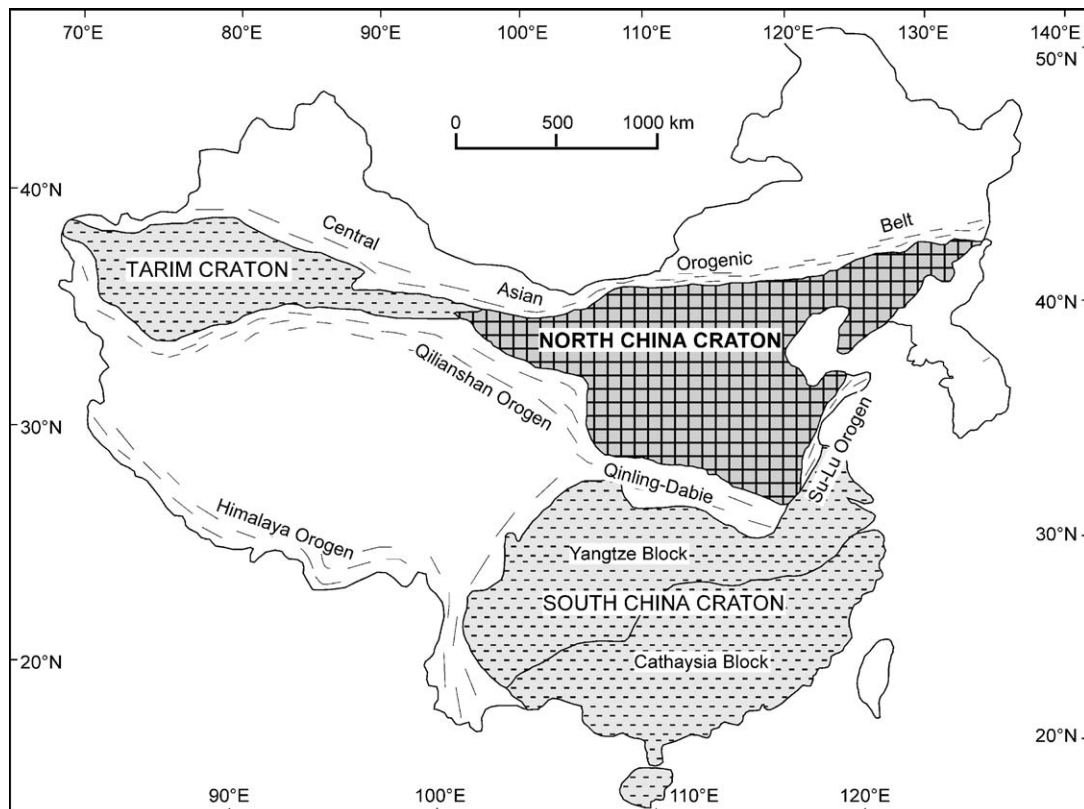 70°E 80°E 90°E 100°E 110°E 120°E 130°E 140°E
50°N
0 500 1000 km
40°N
Central
Belt
TARIM CRATON
Orogenic
Asian
40°N
NORTH CHINA CRATON
Qilianshan Orogen
30°N
Su-Lu Orogen
Qinling-Dabie
Himalaya Orogen
30°N
Yangtze Block
SOUTH CHINA CRATON
20°N
Cathaysia Block
20°N
90°E 100°E 110°E 120°E